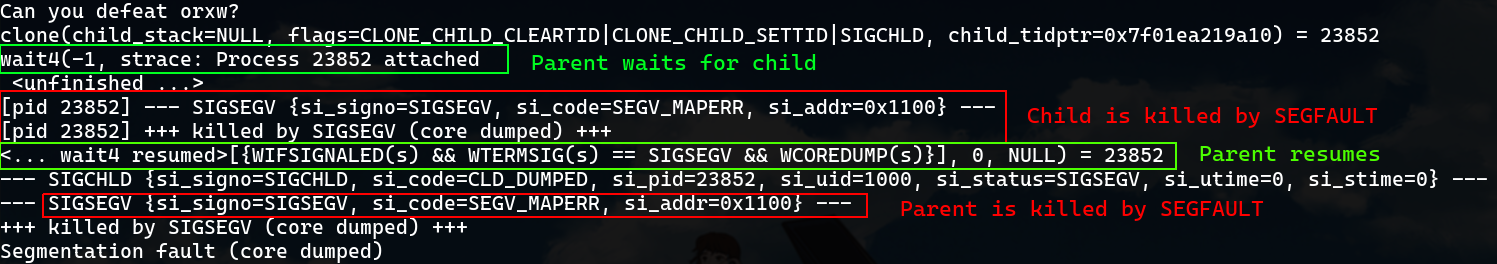 Can you defeat orxw?
clone(child_stack=NULL, flags=CLONE_CHILD_CLEARTID|CLONE_CHILD_SETTID|SIGCHLD, child_tidptr=0x7f01ea219a10) = 23852
wait4(-1, strace: Process 23852 attached Parent waits for child
<unfinished ...>
[pid 23852] --- SIGSEGV {si_signo=SIGSEGV, si_code=SEGV_MAPERR, si_addr=0x1100} ---
Child is killed by SEGFAULT
[pid 23852] +++ killed by SIGSEGV (core dumped) +++
<... wait4 resumed>[{WIFSIGNALED(s) && WTERMSIG(s) == SIGSEGV && WCOREDUMP(s)}], 0, NULL) = 23852 Parent resumes
--- SIGCHLD {si_signo=SIGCHLD, si_code=CLD_DUMPED, si_pid=23852, si_uid=1000, si_status=SIGSEGV, si_utime=0, si_stime=0} ---
--- SIGSEGV {si_signo=SIGSEGV, si_code=SEGV_MAPERR, si_addr=0x1100} --- Parent is killed by SEGFAULT
+++ killed by SIGSEGV (core dumped) +++
Segmentation fault (core dumped)